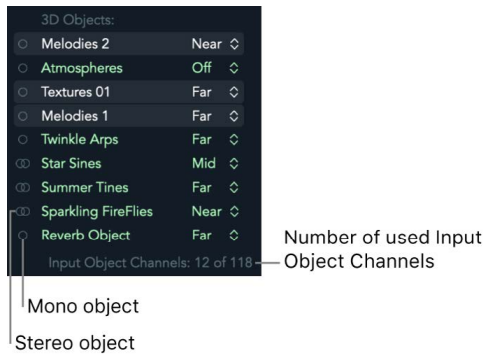 3D Objects:
Melodies 2 Near
Atmospheres Off
Textures 01 Far
Melodies 1 Far
Twinkle Arps Far
Star Sines Mid
Summer Tines Far
Sparkling FireFlies Near
Reverb Object Far
Input Object Channels: 12 of 118
Number of used Input
Object Channels
Mono object
Stereo object